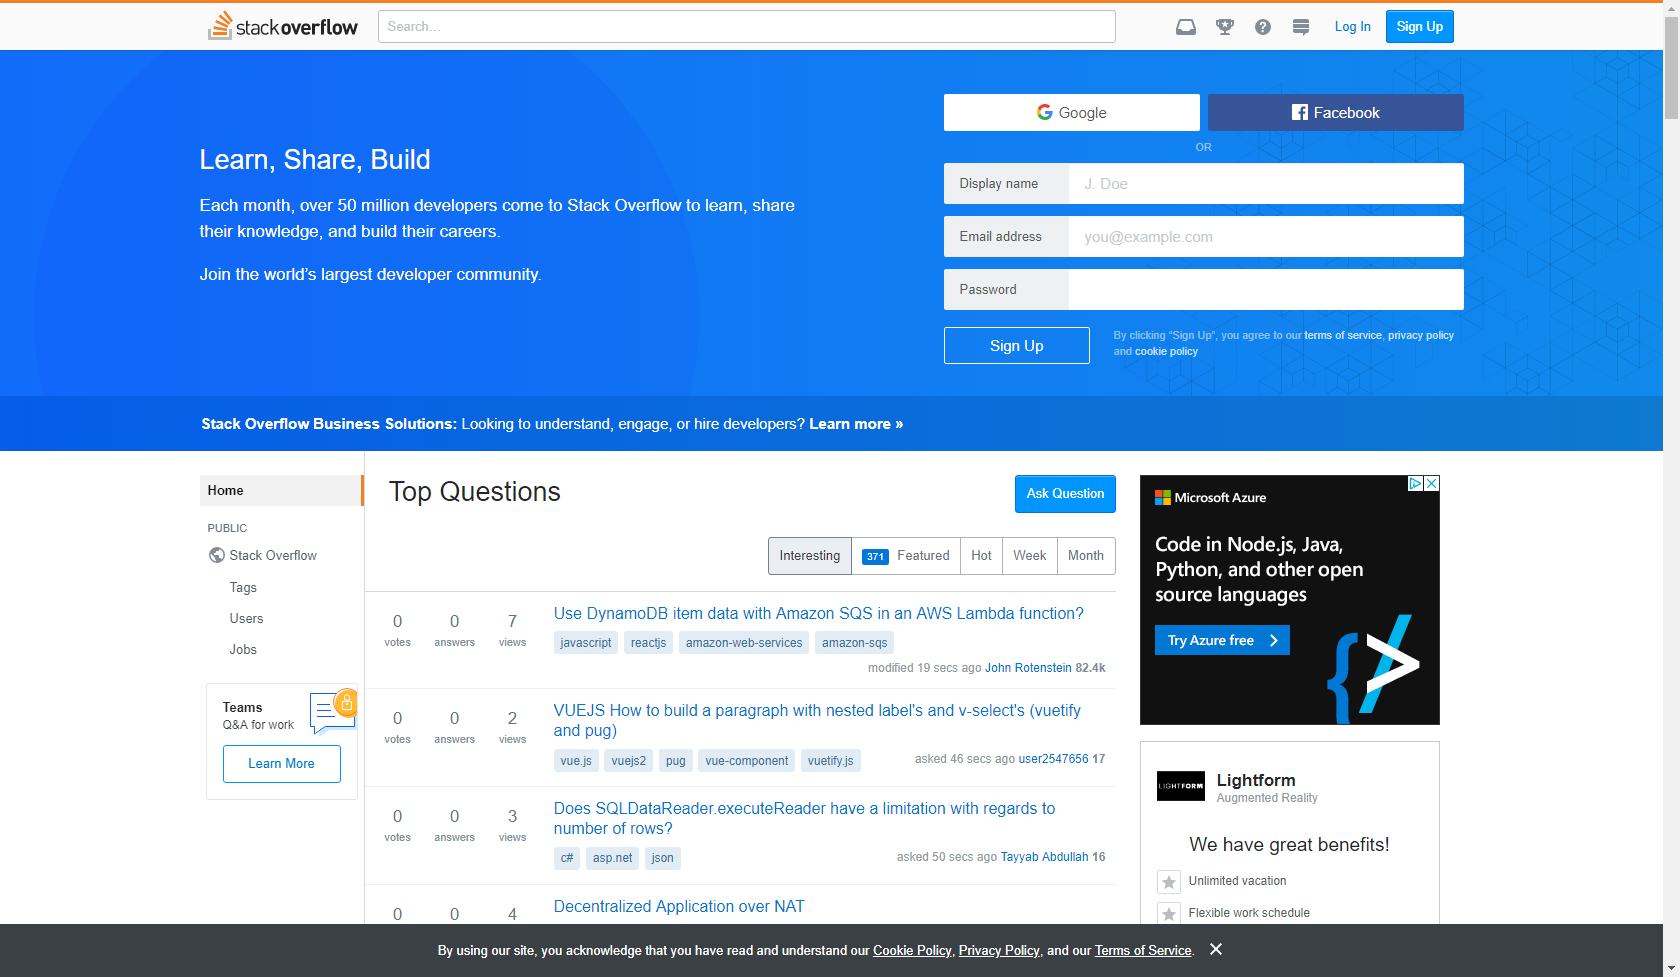 stackoverflow
Search...
Log In
Sign Up
Learn, Share, Build
Each month, over 50 million developers come to Stack Overflow to learn, share
their knowledge, and build their careers.
Join the world’s largest developer community.
Google
Facebook
OR
Display name
J. Doe
Email address
you@example.com
Password
Sign Up
By clicking “Sign Up”, you agree to our terms of service, privacy policy
and cookie policy
Stack Overflow Business Solutions: Looking to understand, engage, or hire developers? Learn more »
Home
PUBLIC
Stack Overflow
Tags
Users
Jobs
Teams
Q&A for work
Learn More
Top Questions
Ask Question
Interesting
371 Featured
Hot
Week
Month
0 votes
0 answers
7 views
Use DynamoDB item data with Amazon SQS in an AWS Lambda function?
javascript reactjs amazon-web-services amazon-sqs
modified 19 secs ago John Rotenstein 82.4k
0 votes
0 answers
2 views
VUEJS How to build a paragraph with nested label's and v-select's (vuetify
and pug)
vue.js vuejs2 pug vue-component vuetify.js
asked 46 secs ago user2547656 17
0 votes
0 answers
3 views
Does SQLDataReader.executeReader have a limitation with regards to
number of rows?
c# asp.net json
asked 50 secs ago Tayyab Abdullah 16
0
0
4
Decentralized Application over NAT
Microsoft Azure
Code in Node.js, Java,
Python, and other open
source languages
Try Azure free
LIGHTFORM
Lightform
Augmented Reality
We have great benefits!
Unlimited vacation
Flexible work schedule
By using our site, you acknowledge that you have read and understand our Cookie Policy, Privacy Policy, and our Terms of Service.